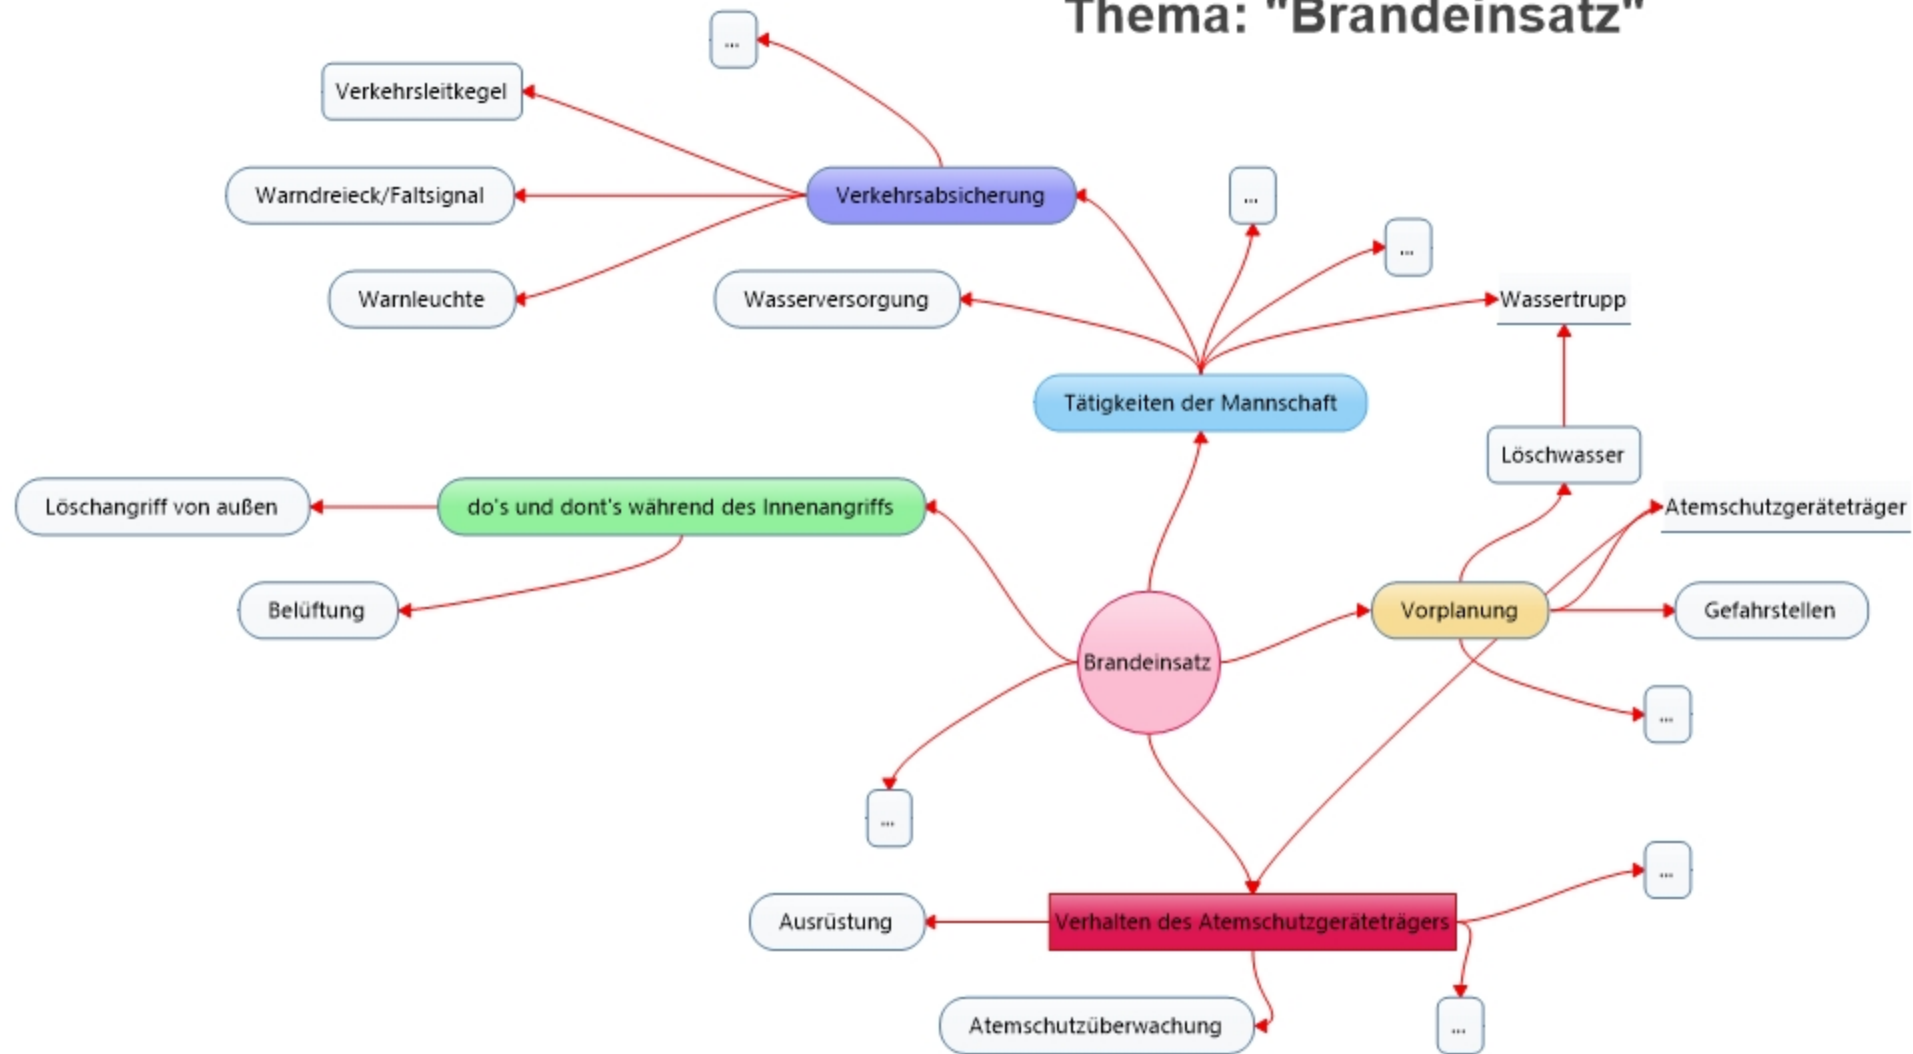 Thema: "Brandeinsatz"
...
Verkehrsleitkegel
Warndreieck/Faltsignal
Verkehrsabsicherung
...
...
Warnleuchte
Wasserversorgung
Wassertrupp
Tätigkeiten der Mannschaft
Löschwasser
Löschangriff von außen
do's und dont's während des Innenangriffs
Atemschutzgeräteträger
Belüftung
Vorplanung
Gefahrstellen
Brandeinsatz
...
...
...
Ausrüstung
Verhalten des Atemschutzgeräteträgers
Atemschutzüberwachung
...